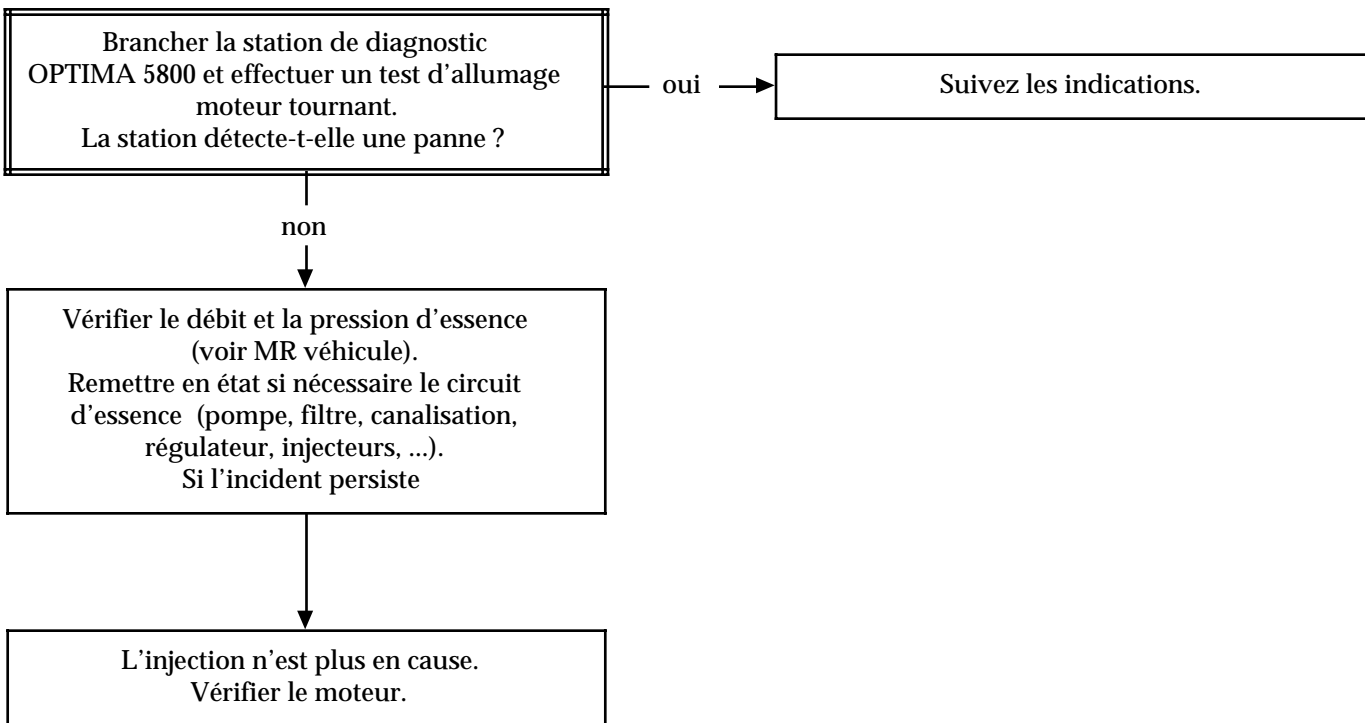 Brancher la station de diagnostic
OPTIMA 5800 et effectuer un test d’allumage
moteur tournant.
La station détecte-t-elle une panne ?
oui
Suivez les indications.
non
Vérifier le débit et la pression d’essence
(voir MR véhicule).
Remettre en état si nécessaire le circuit
d’essence (pompe, filtre, canalisation,
régulateur, injecteurs, ...).
Si l’incident persiste
L’injection n’est plus en cause.
Vérifier le moteur.